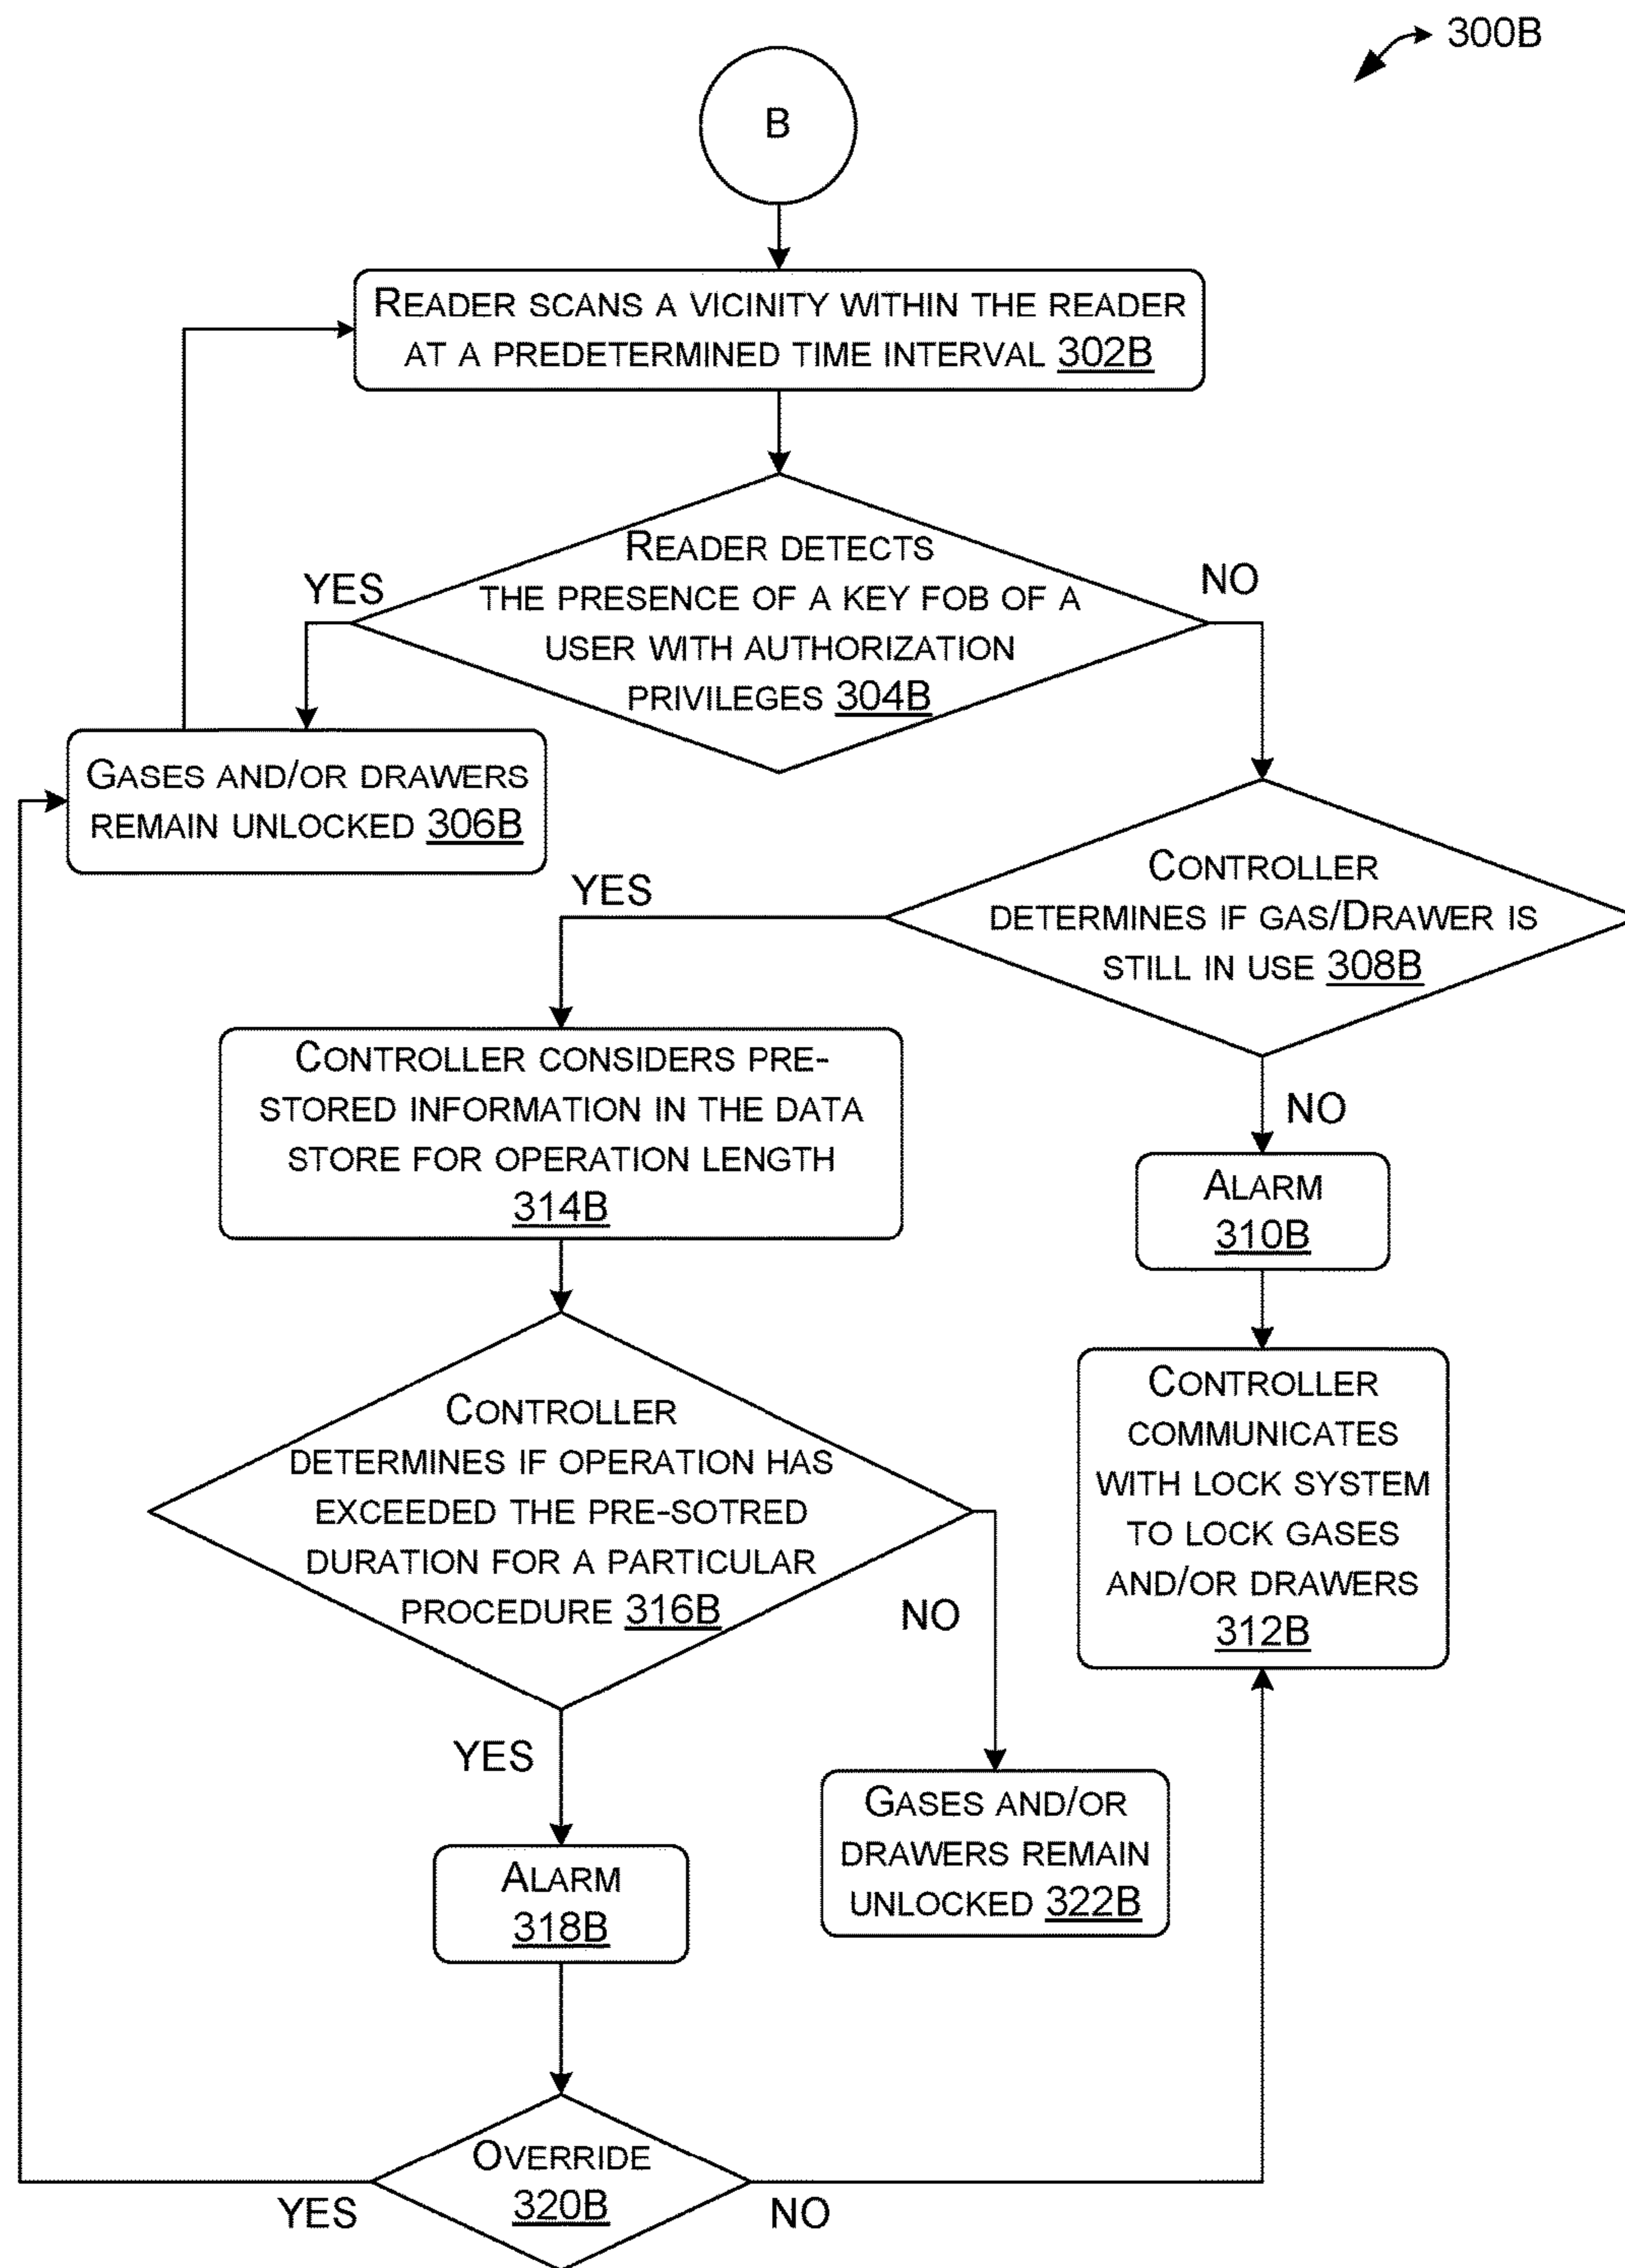 300B
B
READER SCANS A VICINITY WITHIN THE READER
AT A PREDETERMINED TIME INTERVAL 302B
READER DETECTS
THE PRESENCE OF A KEY FOB OF A
USER WITH AUTHORIZATION
PRIVILEGES 304B
YES
NO
GASES AND/OR DRAWERS
REMAIN UNLOCKED 306B
CONTROLLER
DETERMINES IF GAS/DRAWER IS
STILL IN USE 308B
YES
NO
CONTROLLER CONSIDERS PRE-
STORED INFORMATION IN THE DATA
STORE FOR OPERATION LENGTH
314B
ALARM
310B
CONTROLLER
COMMUNICATES
WITH LOCK SYSTEM
TO LOCK GASES
AND/OR DRAWERS
312B
CONTROLLER
DETERMINES IF OPERATION HAS
EXCEEDED THE PRE-SOTRED
DURATION FOR A PARTICULAR
PROCEDURE 316B
NO
YES
GASES AND/OR
DRAWERS REMAIN
UNLOCKED 322B
ALARM
318B
OVERRIDE
320B
YES
NO